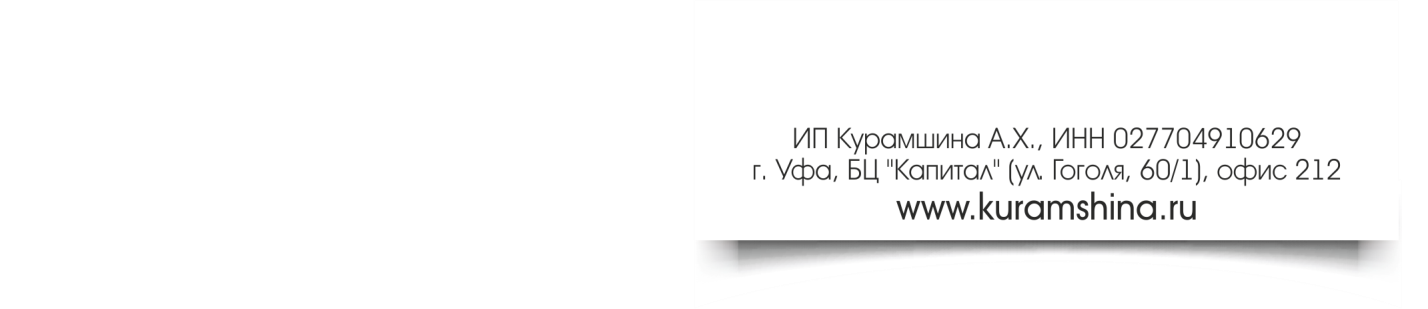 ИП Курамшина А.Х., ИНН 027704910629
г. Уфа, БЦ "Капитал" (ул. Гоголя, 60/1), офис 212
www.kuramshina.ru